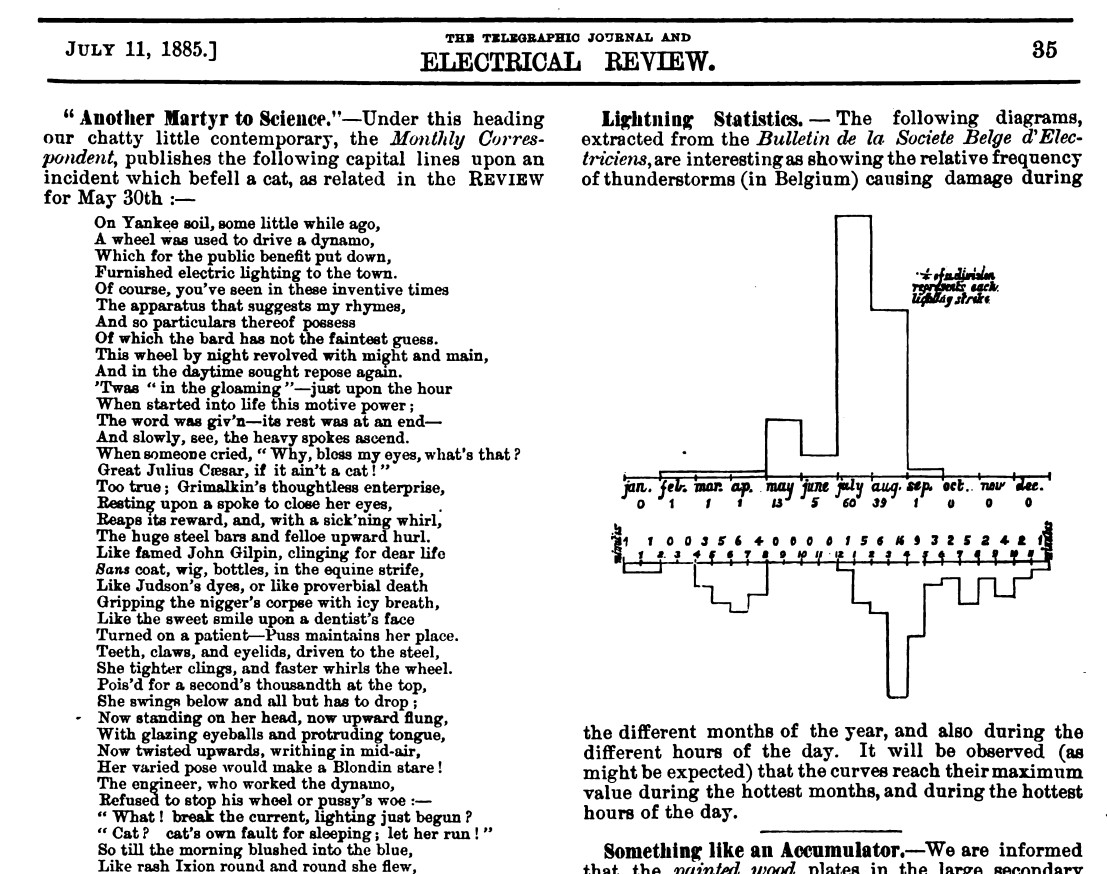 JULY 11, 1885.]
THE TELEGRAPHIC JOURNAL AND
ELECTRICAL REVIEW.
35
“ Another Martyr to Science.”—Under this heading
our chatty little contemporary, the Monthly Corres-
pondent, publishes the following capital lines upon an
incident which befell a cat, as related in the REVIEW
for May 30th :—
On Yankee soil, some little while ago,
A wheel was used to drive a dynamo,
Which for the public benefit put down,
Furnished electric lighting to the town.
Of course, you’ve seen in these inventive times
The apparatus that suggests my rhymes,
And so particulars thereof possess
Of which the bard has not the faintest guess.
This wheel by night revolved with might and main,
And in the daytime sought repose again.
’Twas “ in the gloaming ”—just upon the hour
When started into life this motive power ;
The word was giv’n—its rest was at an end—
And slowly, see, the heavy spokes ascend.
When someone cried, “ Why, bless my eyes, what’s that ?
Great Julius Cæsar, if it ain’t a cat ! ”
Too true ; Grimalkin’s thoughtless enterprise,
Resting upon a spoke to close her eyes,
Reaps its reward, and, with a sick’ning whirl,
The huge steel bars and felloe upward hurl.
Like famed John Gilpin, clinging for dear life
Sans coat, wig, bottles, in the equine strife,
Like Judson’s dyes, or like proverbial death
Gripping the nigger’s corpse with icy breath,
Like the sweet smile upon a dentist’s face
Turned on a patient—Puss maintains her place.
Teeth, claws, and eyelids, driven to the steel,
She tighter clings, and faster whirls the wheel.
Pois’d for a second’s thousandth at the top,
She swings below and all but has to drop ;
Now standing on her head, now upward flung,
With glazing eyeballs and protruding tongue,
Now twisted upwards, writhing in mid-air,
Her varied pose would make a Blondin stare !
The engineer, who worked the dynamo,
Refused to stop his wheel or pussy’s woe :—
“ What ! break the current, lighting just begun ?
“ Cat ? cat’s own fault for sleeping ; let her run ! ”
So till the morning blushed into the blue,
Like rash Ixion round and round she flew,
Lightning Statistics. — The following diagrams,
extracted from the Bulletin de la Societe Belge d’Elec-
triciens, are interesting as showing the relative frequency
of thunderstorms (in Belgium) causing damage during
of a division
represents each
strike
jan. feb. mar. ap. may june july aug. sep. oct. nov dec.
0 1 1 1 13 5 60 39 1 0 0 0
1 1 0 0 3 5 6 4 0 0 0 0 1 5 6 16 9 3 2 5 2 4 2 1
1 2 3 4 5 6 7 8 9 10 11 12 1 2 3 4 5 6 7 8 9 10 11
the different months of the year, and also during the
different hours of the day. It will be observed (as
might be expected) that the curves reach their maximum
value during the hottest months, and during the hottest
hours of the day.
Something like an Accumulator.—We are informed
that the painted wood plates in the large secondary